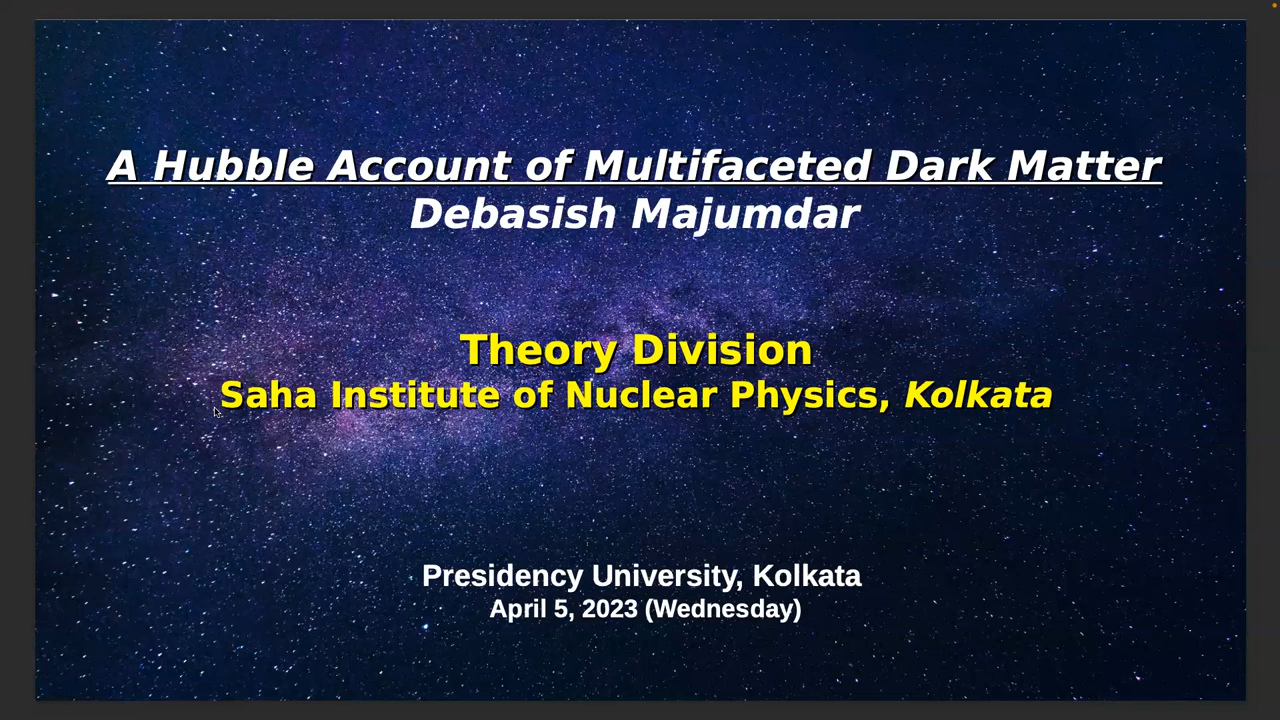 A Hubble Account of Multifaceted Dark Matter
Debasish Majumdar
Theory Division
Saha Institute of Nuclear Physics, Kolkata
Presidency University, Kolkata
April 5, 2023 (Wednesday)